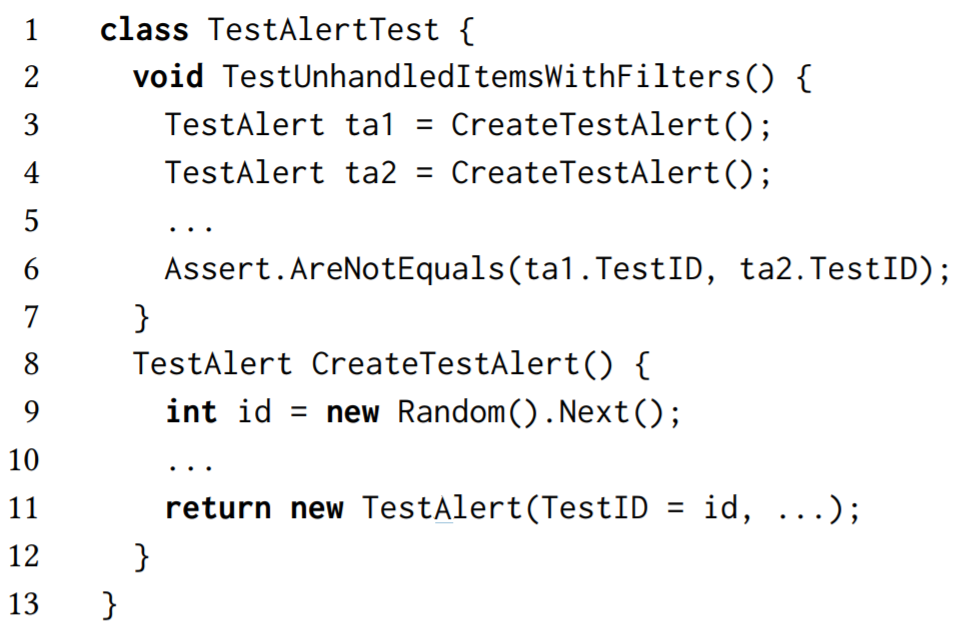 1 class TestAlertTest {
2 void TestUnhandledItemsWithFilters() {
3 TestAlert ta1 = CreateTestAlert();
4 TestAlert ta2 = CreateTestAlert();
5 ...
6 Assert.AreNotEquals(ta1.TestID, ta2.TestID);
7 }
8 TestAlert CreateTestAlert() {
9 int id = new Random().Next();
10 ...
11 return new TestAlert(TestID = id, ...);
12 }
13 }